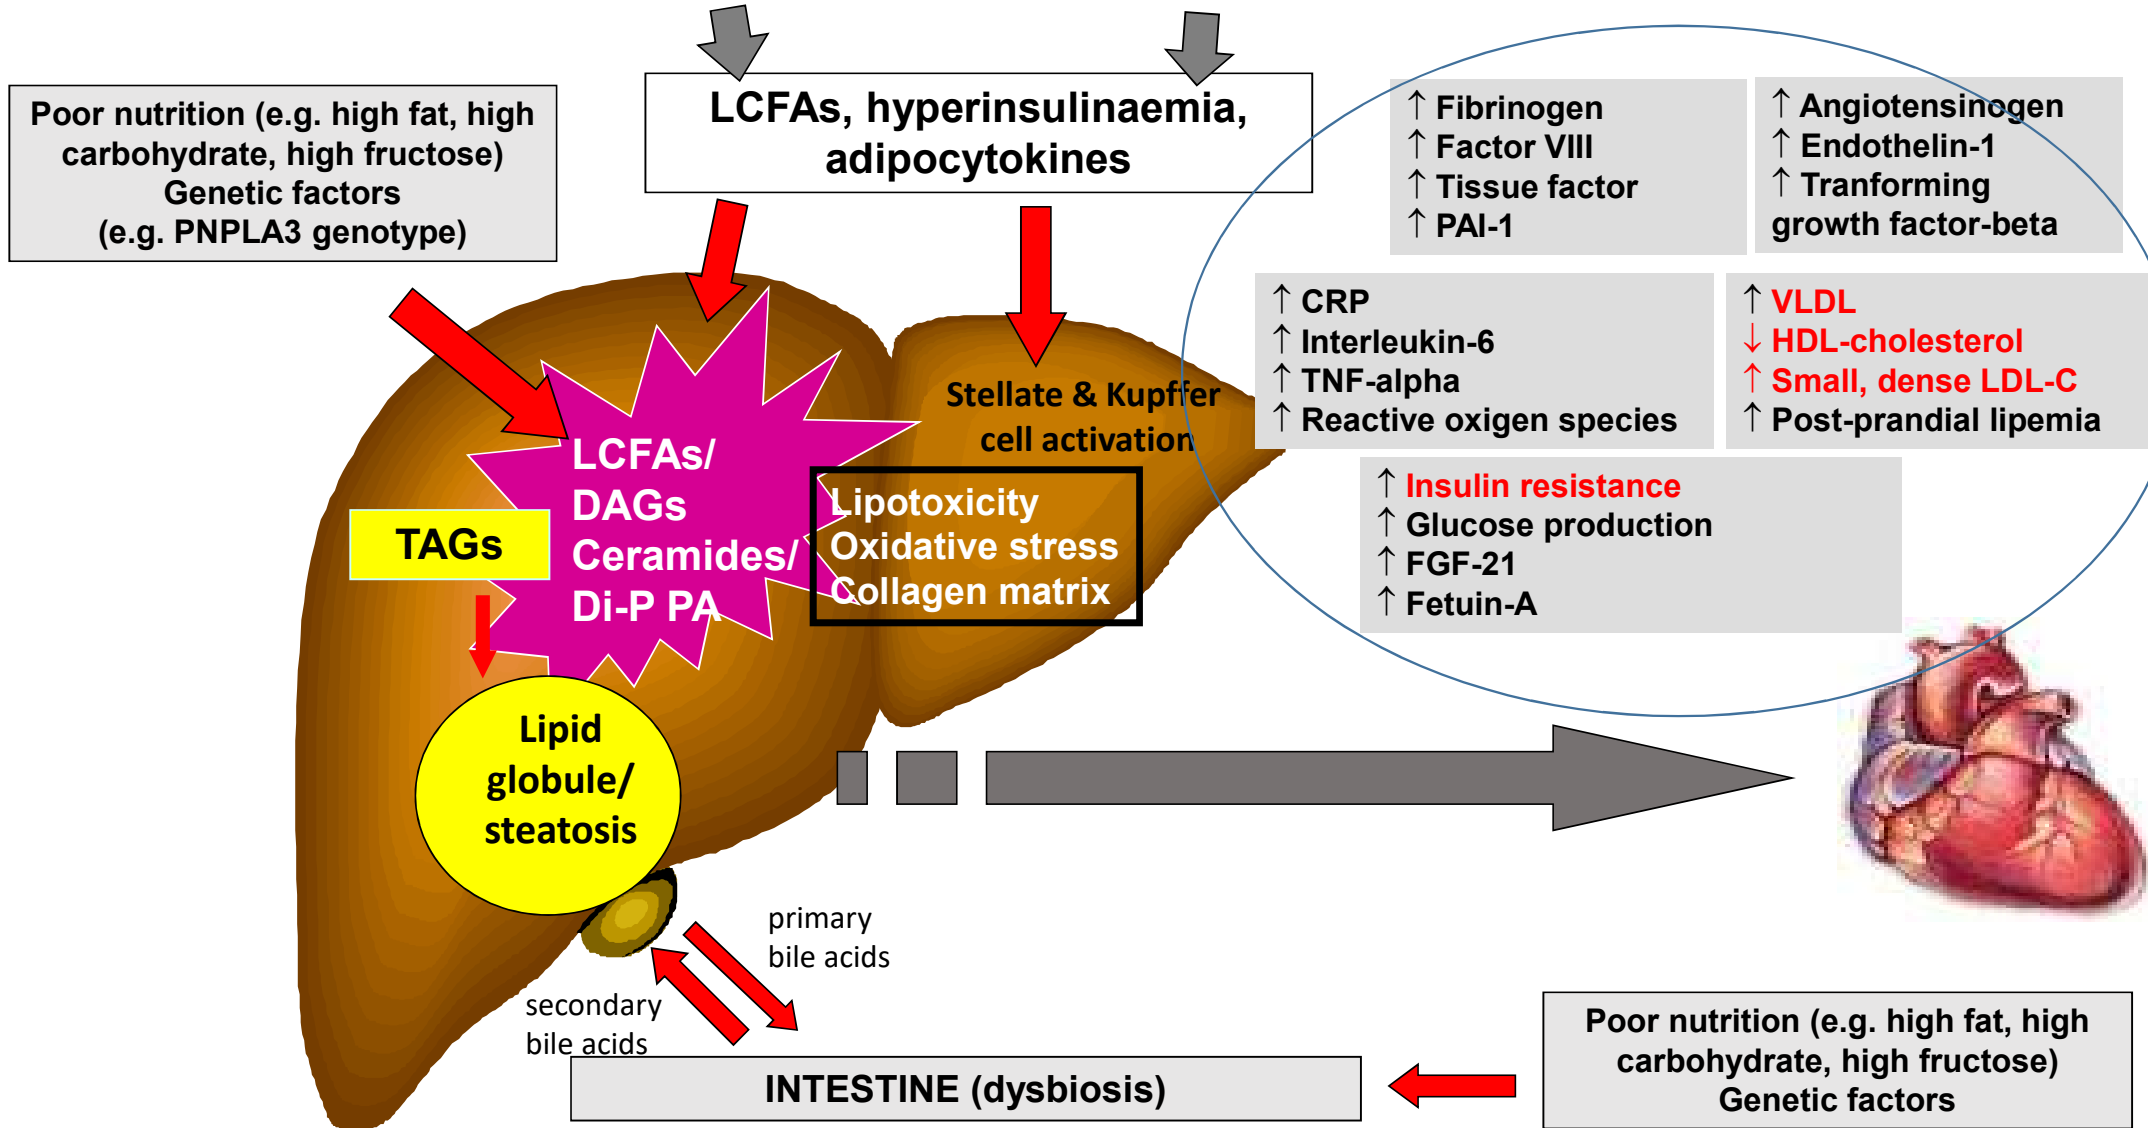 Poor nutrition (e.g. high fat, high
carbohydrate, high fructose)
Genetic factors
(e.g. PNPLA3 genotype)
LCFAs, hyperinsulinaemia,
adipocytokines
↑ Fibrinogen
↑ Factor VIII
↑ Tissue factor
↑ PAI-1
↑ Angiotensinogen
↑ Endothelin-1
↑ Tranforming
growth factor-beta
↑ CRP
↑ Interleukin-6
↑ TNF-alpha
↑ Reactive oxigen species
↑ VLDL
↓ HDL-cholesterol
↑ Small, dense LDL-C
↑ Post-prandial lipemia
↑ Insulin resistance
↑ Glucose production
↑ FGF-21
↑ Fetuin-A
Stellate & Kupffer
cell activation
LCFAs/
DAGs
Ceramides/
Di-P PA
Lipotoxicity
Oxidative stress
Collagen matrix
TAGs
Lipid
globule/
steatosis
primary
bile acids
secondary
bile acids
INTESTINE (dysbiosis)
Poor nutrition (e.g. high fat, high
carbohydrate, high fructose)
Genetic factors